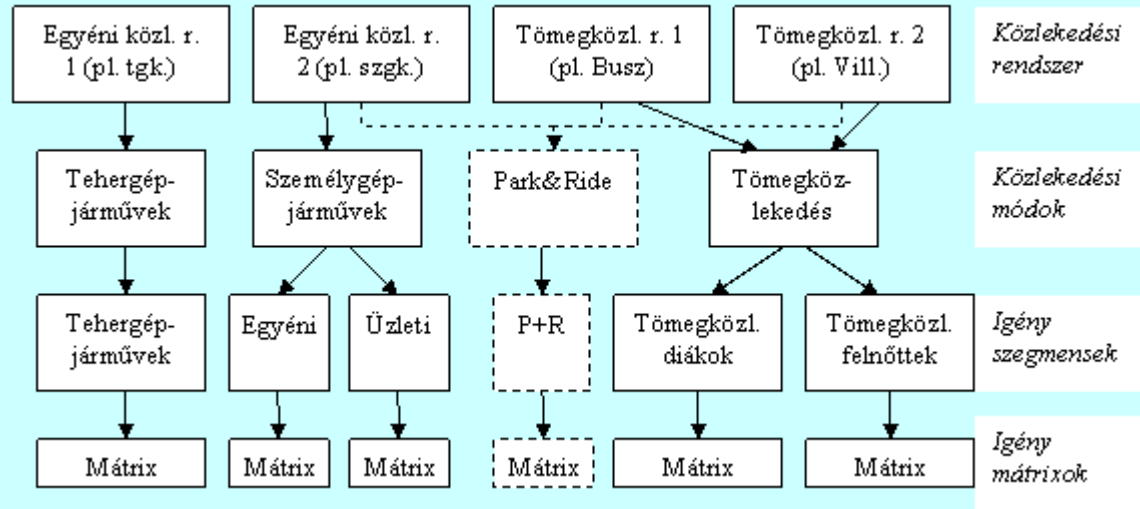 Egyéni közl. r.
1 (pl. tgk.)
Egyéni közl. r.
2 (pl. szgk.)
Tömegközl. r. 1
(pl. Busz)
Tömegközl. r. 2
(pl. Vill.)
Közlekedési
rendszer
Tehergép-
járművek
Személygép-
járművek
Park&Ride
Tömegköz-
lekedés
Közlekedési
módok
Tehergép-
járművek
Egyéni
Üzleti
P+R
Tömegközl.
diákok
Tömegközl.
felnőttek
Igény
szegmensek
Mátrix
Mátrix
Mátrix
Mátrix
Mátrix
Mátrix
Igény
mátrixok